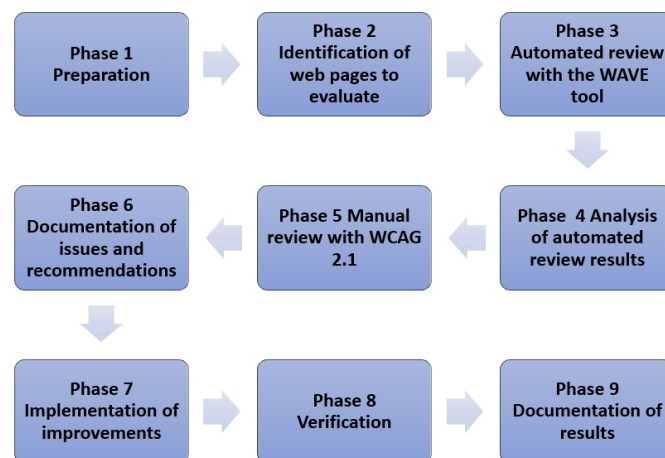 Phase 1
Preparation
Phase 2
Identification of
web pages to
evaluate
Phase 3
Automated review
with the WAVE
tool
Phase 4 Analysis
of automated
review results
Phase 5 Manual
review with WCAG
2.1
Phase 6
Documentation of
issues and
recommendations
Phase 7
Implementation of
improvements
Phase 8
Verification
Phase 9
Documentation of
results